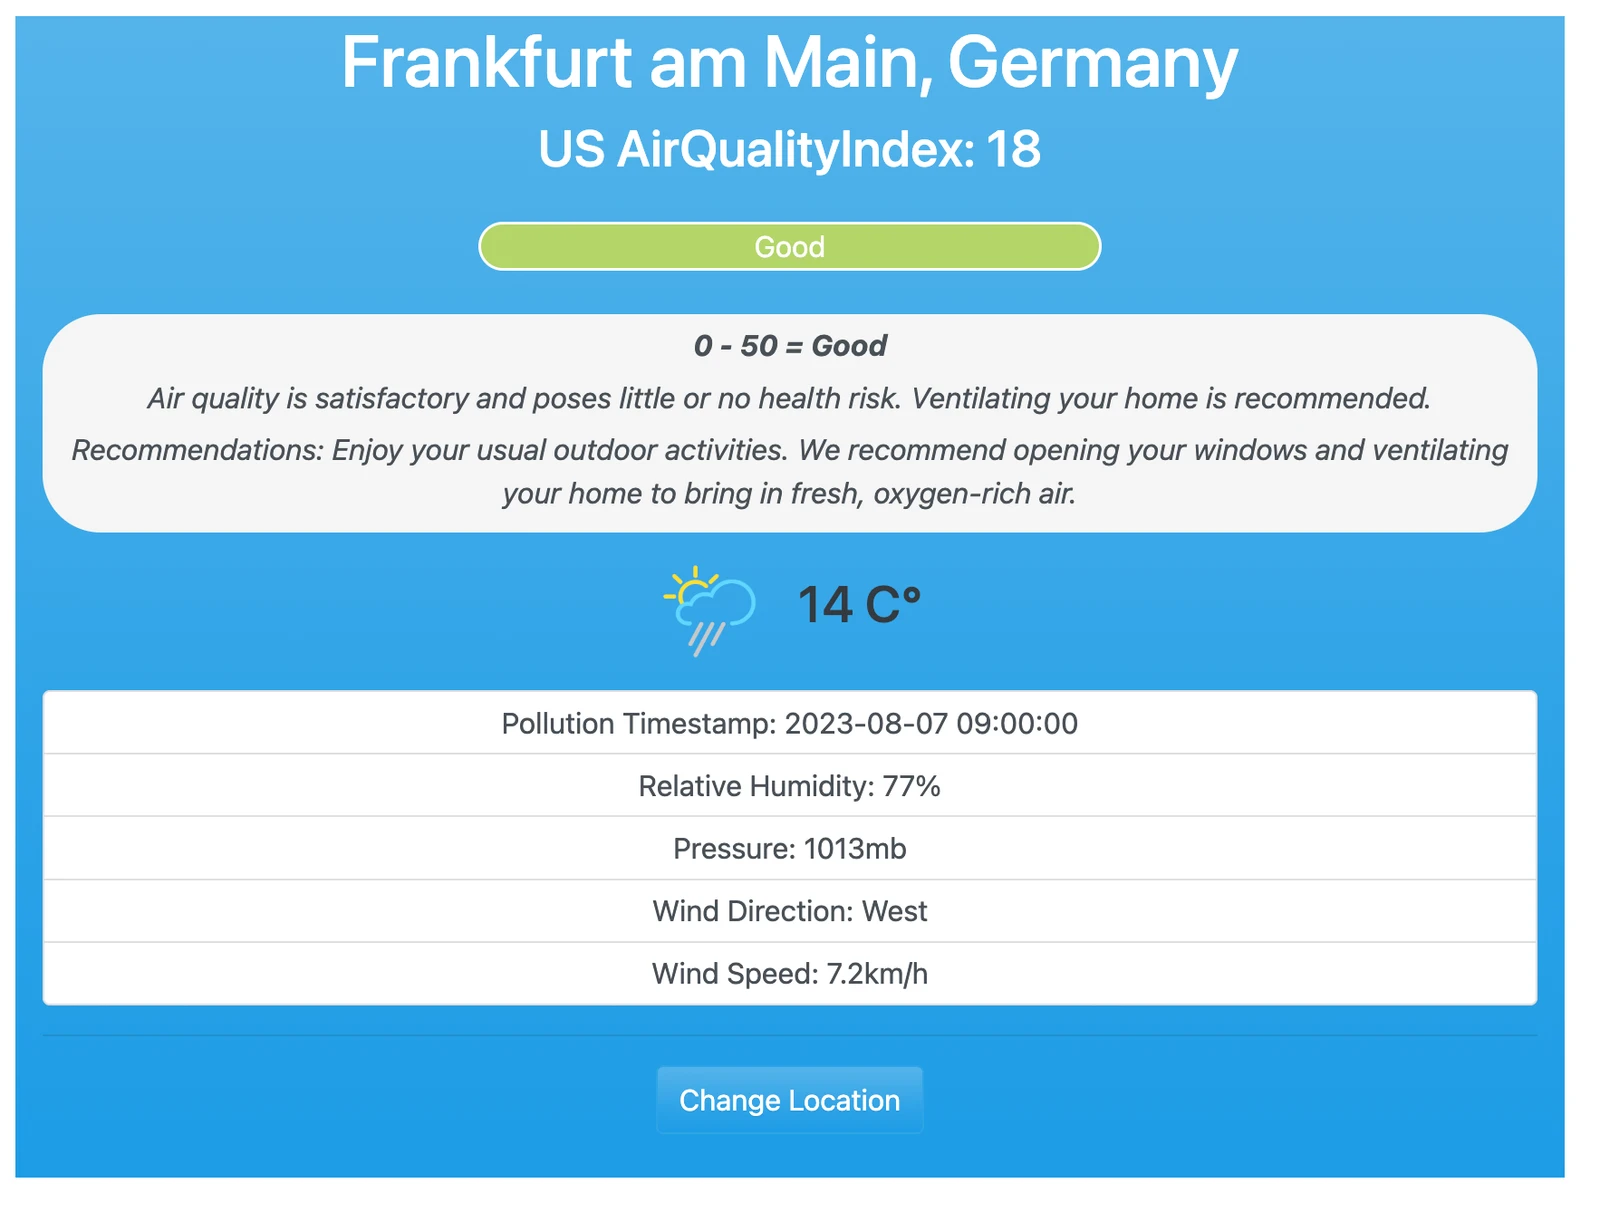 Frankfurt am Main, Germany
US AirQualityIndex: 18
Good
0 - 50 = Good
Air quality is satisfactory and poses little or no health risk. Ventilating your home is recommended.
Recommendations: Enjoy your usual outdoor activities. We recommend opening your windows and ventilating
your home to bring in fresh, oxygen-rich air.
14 C°
Pollution Timestamp: 2023-08-07 09:00:00
Relative Humidity: 77%
Pressure: 1013mb
Wind Direction: West
Wind Speed: 7.2km/h
Change Location